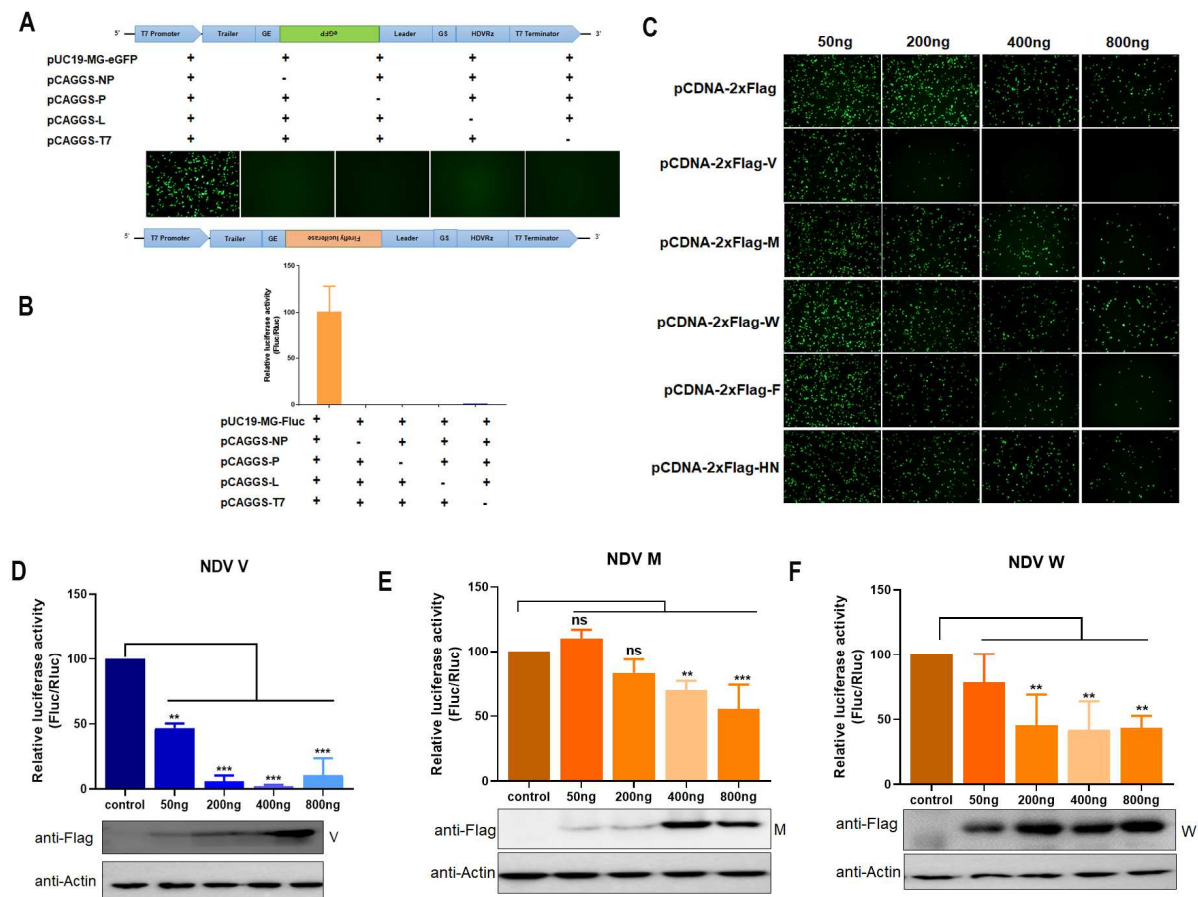 A
5' T7 Promoter Trailer GE eGFP Leader GS HDVRz T7 Terminator 3'
pUC19-MG-eGFP + + + + +
pCAGGS-NP + - + + +
pCAGGS-P + + - + +
pCAGGS-L + + + - +
pCAGGS-T7 + + + + -
5' T7 Promoter Trailer GE Firefly luciferase Leader GS HDVRz T7 Terminator 3'
B
Relative luciferase activity
(Fluc/Rluc)
150
100
50
0
pUC19-MG-Fluc + + + + +
pCAGGS-NP + - + + +
pCAGGS-P + + - + +
pCAGGS-L + + + - +
pCAGGS-T7 + + + + -
C
50ng 200ng 400ng 800ng
pCDNA-2xFlag
pCDNA-2xFlag-V
pCDNA-2xFlag-M
pCDNA-2xFlag-W
pCDNA-2xFlag-F
pCDNA-2xFlag-HN
D
NDV V
Relative luciferase activity
(Fluc/Rluc)
150
100
50
0
** *** *** ***
control 50ng 200ng 400ng 800ng
anti-Flag V
anti-Actin
E
NDV M
Relative luciferase activity
(Fluc/Rluc)
150
100
50
0
ns ns ** ***
control 50ng 200ng 400ng 800ng
anti-Flag M
anti-Actin
F
NDV W
Relative luciferase activity
(Fluc/Rluc)
150
100
50
0
** ** **
control 50ng 200ng 400ng 800ng
anti-Flag W
anti-Actin